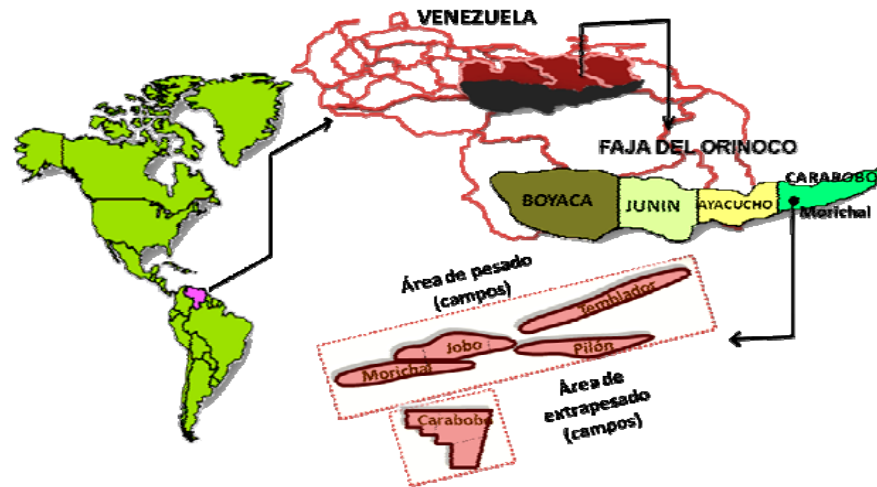 VENEZUELA
FAJA DEL ORINOCO
CARABOBO
BOYACA
JUNIN
AYACUCHO
Morichal
Área de pesado
(campos)
Temblador
Jobo
Pilón
Morichal
Área de
extrapesado
(campos)
Carabobo